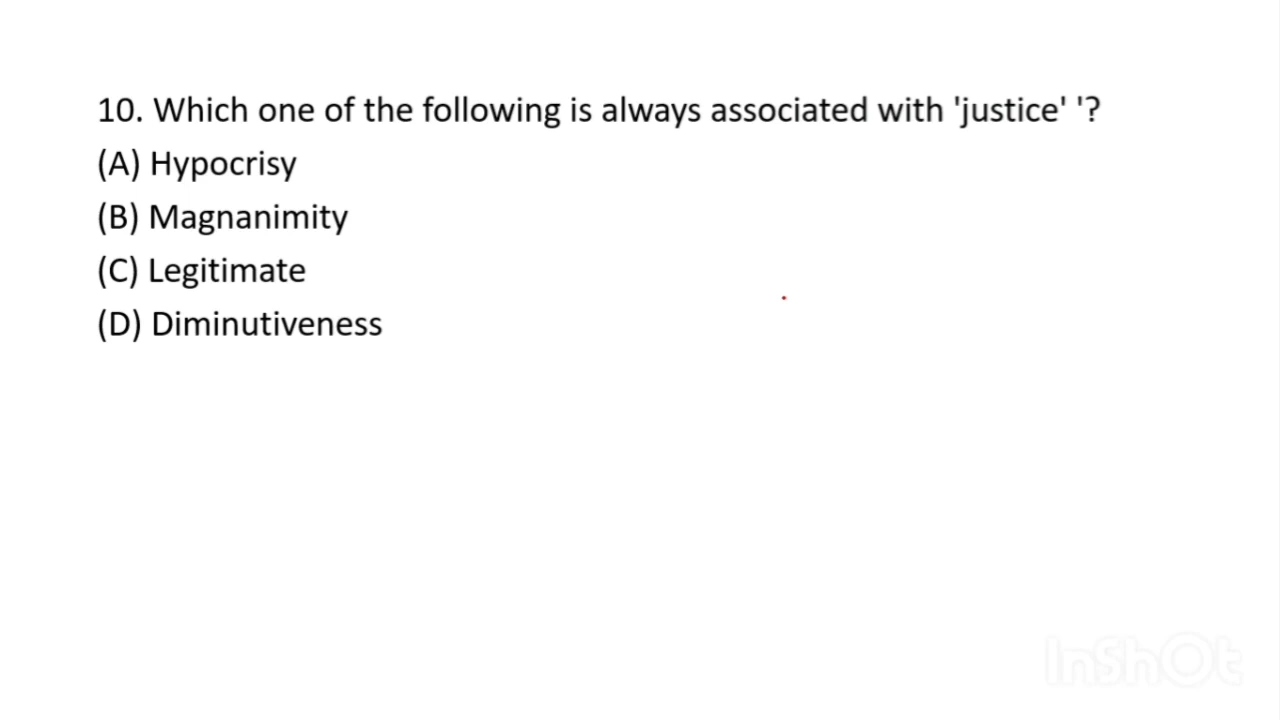 10. Which one of the following is always associated with 'justice' '?
(A) Hypocrisy
(B) Magnanimity
(C) Legitimate
(D) Diminutiveness
InShOt